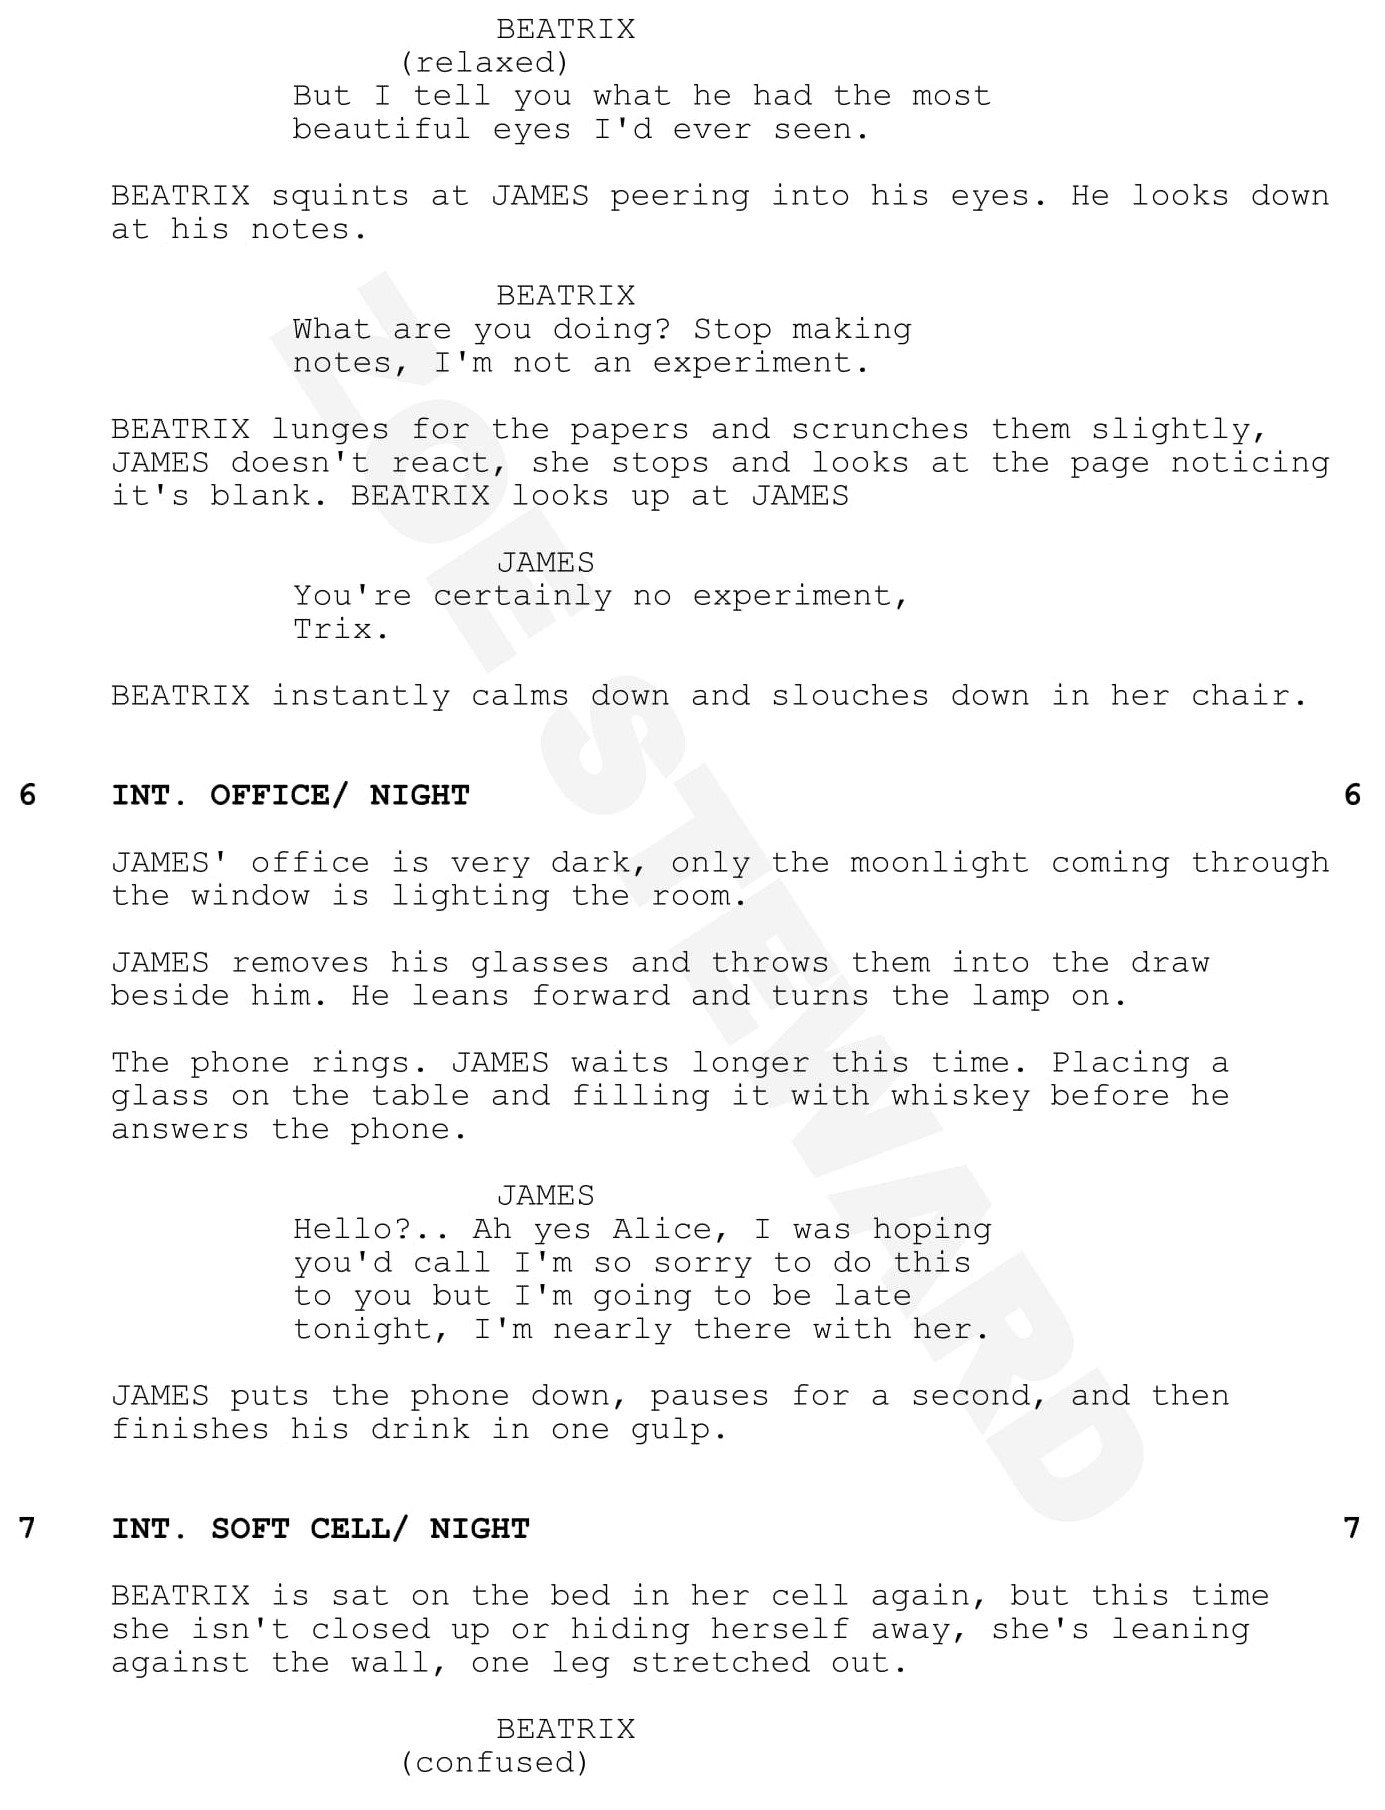 BEATRIX
(relaxed)
But I tell you what he had the most
beautiful eyes I'd ever seen.
BEATRIX squints at JAMES peering into his eyes. He looks down
at his notes.
BEATRIX
What are you doing? Stop making
notes, I'm not an experiment.
BEATRIX lunges for the papers and scrunches them slightly,
JAMES doesn't react, she stops and looks at the page noticing
it's blank. BEATRIX looks up at JAMES
JAMES
You're certainly no experiment,
Trix.
BEATRIX instantly calms down and slouches down in her chair.
6 INT. OFFICE/ NIGHT 6
JAMES' office is very dark, only the moonlight coming through
the window is lighting the room.
JAMES removes his glasses and throws them into the draw
beside him. He leans forward and turns the lamp on.
The phone rings. JAMES waits longer this time. Placing a
glass on the table and filling it with whiskey before he
answers the phone.
JAMES
Hello?.. Ah yes Alice, I was hoping
you'd call I'm so sorry to do this
to you but I'm going to be late
tonight, I'm nearly there with her.
JAMES puts the phone down, pauses for a second, and then
finishes his drink in one gulp.
7 INT. SOFT CELL/ NIGHT 7
BEATRIX is sat on the bed in her cell again, but this time
she isn't closed up or hiding herself away, she's leaning
against the wall, one leg stretched out.
BEATRIX
(confused)
ZOE STEWARD